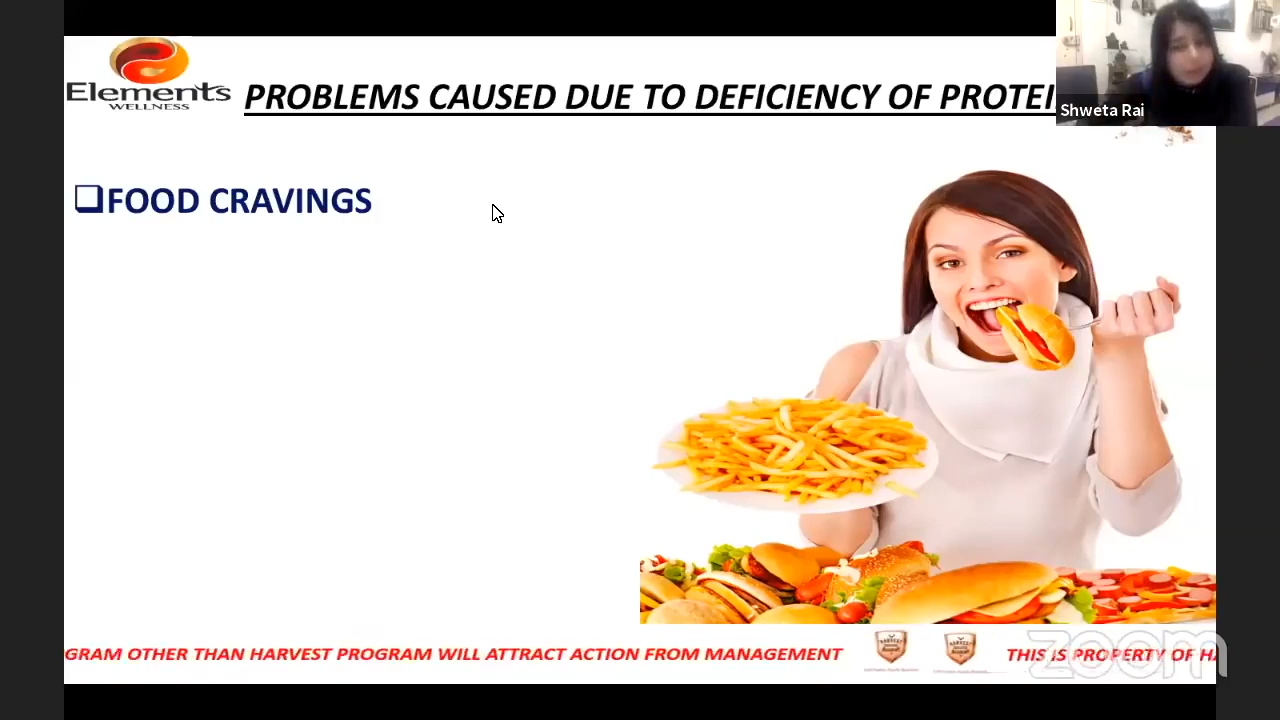 Elements
WELLNESS
PROBLEMS CAUSED DUE TO DEFICIENCY OF PROTEI
Shweta Rai
FOOD CRAVINGS
GRAM OTHER THAN HARVEST PROGRAM WILL ATTRACT ACTION FROM MANAGEMENT
THIS IS PROPERTY OF HA
zoom